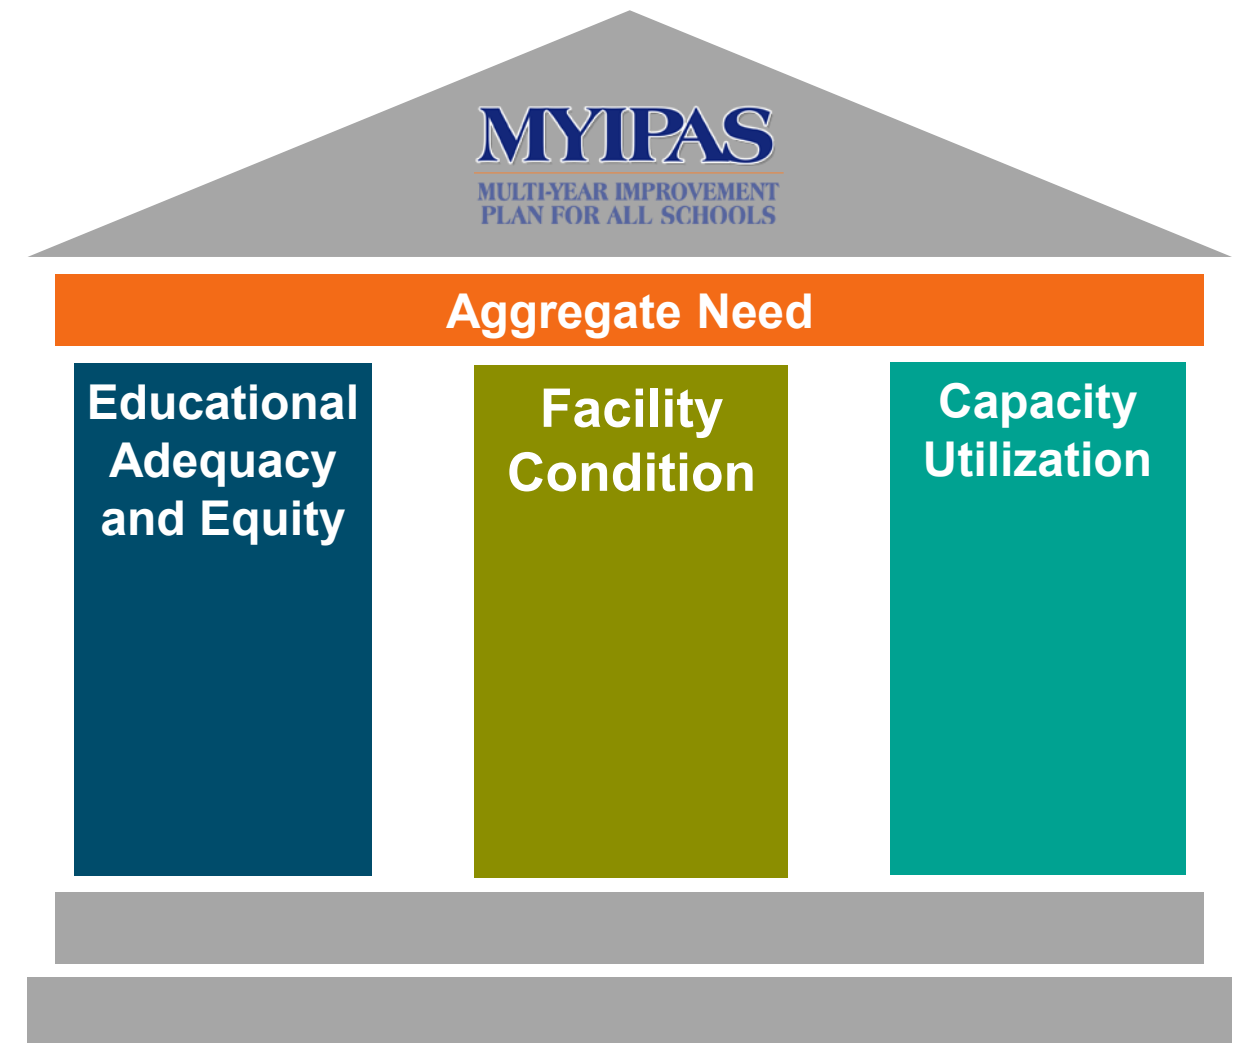 MYIPAS
MULTI-YEAR IMPROVEMENT
PLAN FOR ALL SCHOOLS
Aggregate Need
Educational
Adequacy
and Equity
Facility
Condition
Capacity
Utilization